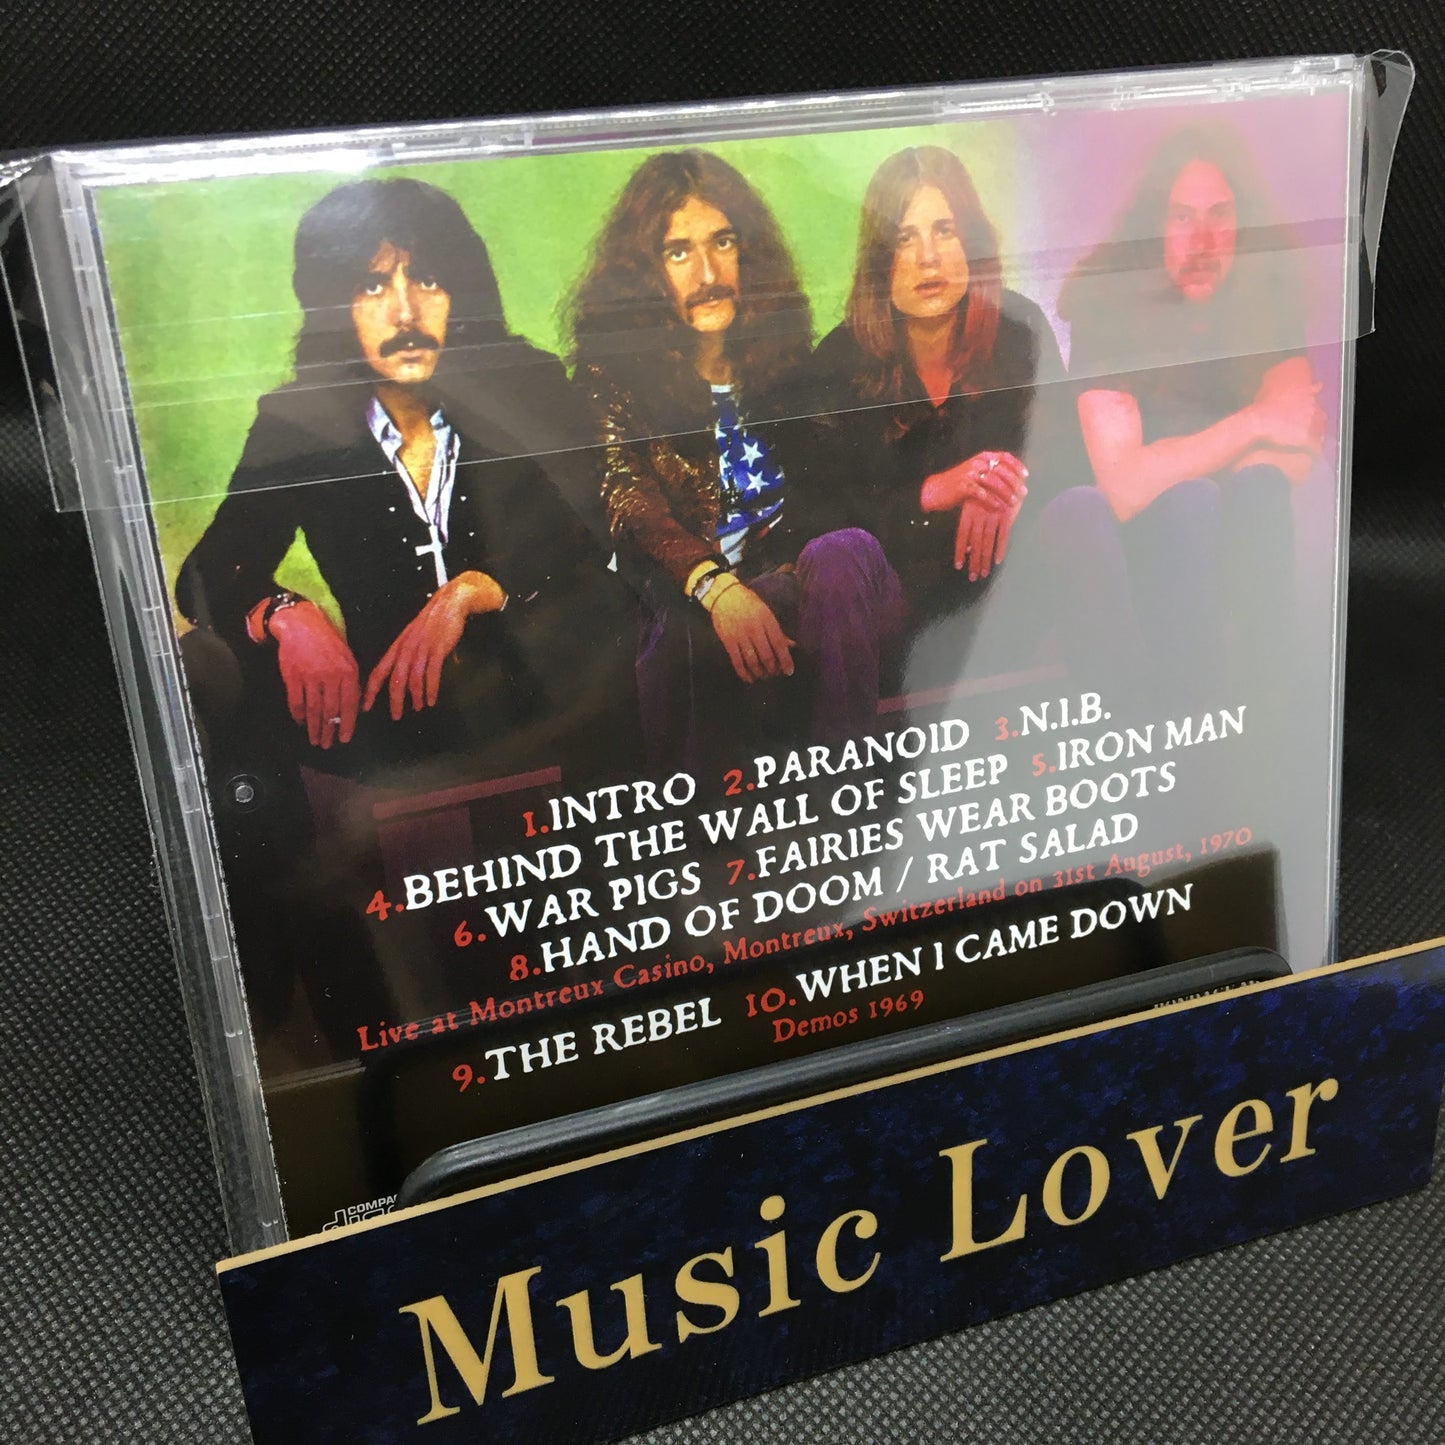 1.INTRO 2.PARANOID 3.N.I.B.
4.BEHIND THE WALL OF SLEEP 5.IRON MAN
6.WAR PIGS 7.FAIRIES WEAR BOOTS
8.HAND OF DOOM / RAT SALAD
Live at Montreux Casino, Montreux, Switzerland on 31st August, 1970
9.THE REBEL 10.WHEN I CAME DOWN
Demos 1969
Music Lover